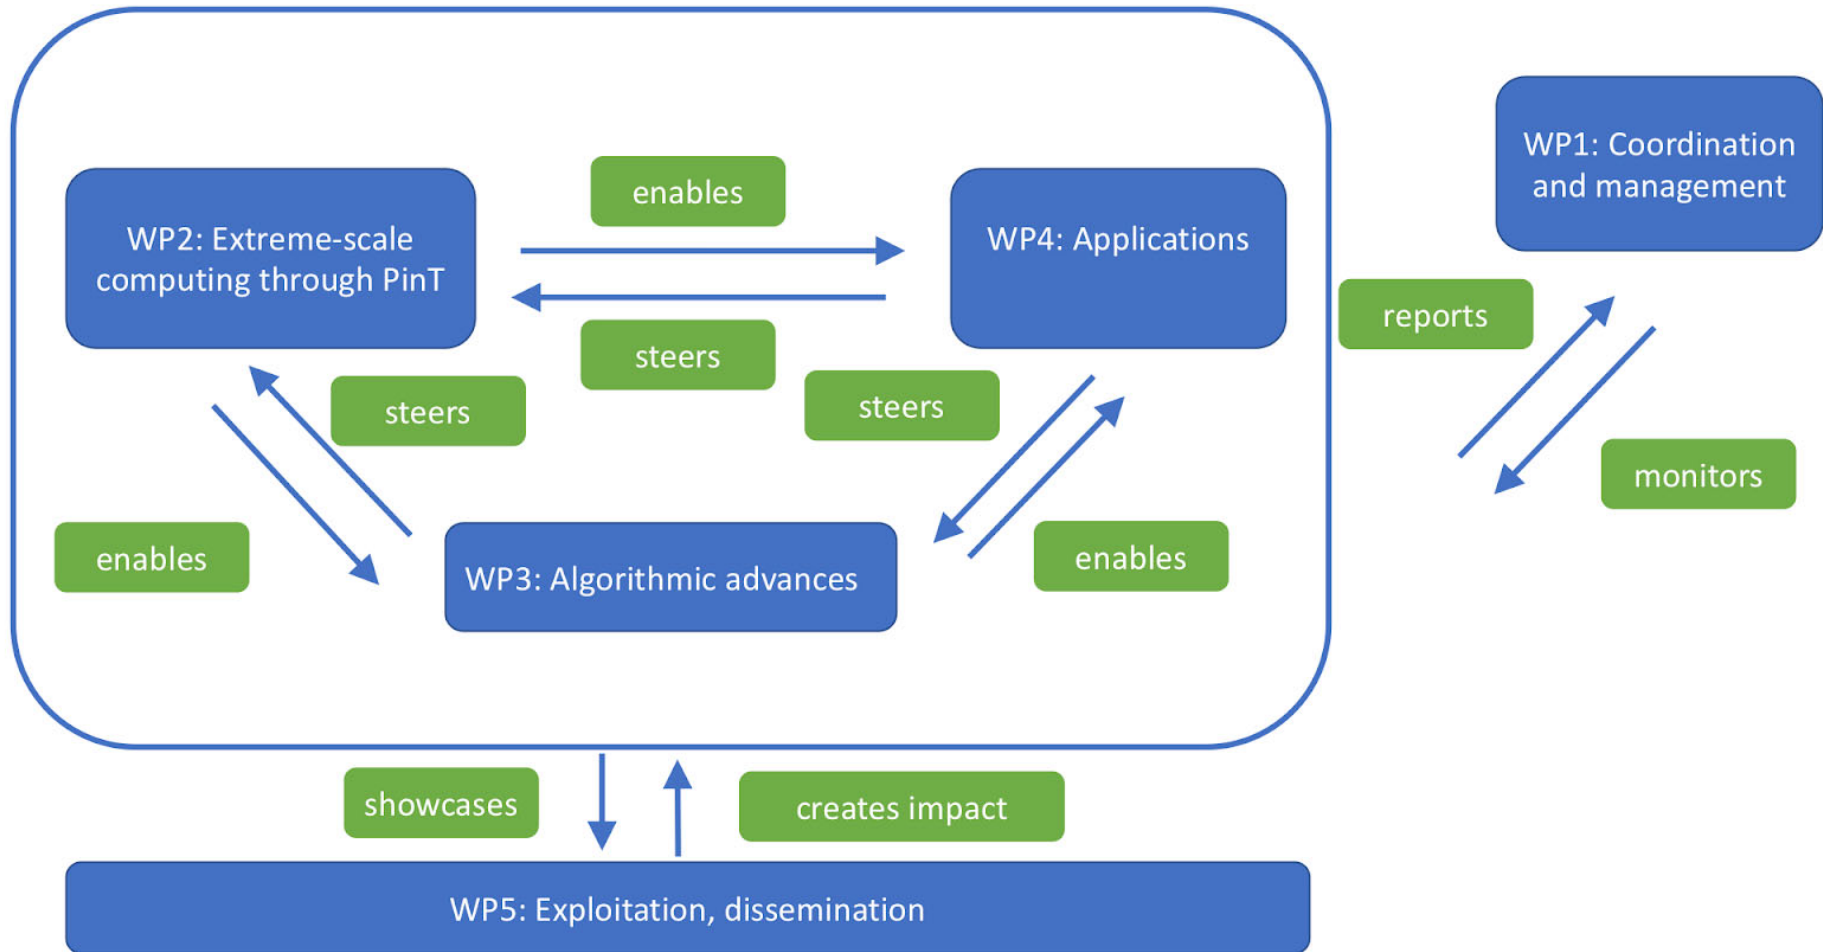 WP1: Coordination
and management
enables
WP2: Extreme-scale
computing through PinT
WP4: Applications
reports
steers
steers
steers
monitors
enables
WP3: Algorithmic advances
enables
showcases
creates impact
WP5: Exploitation, dissemination